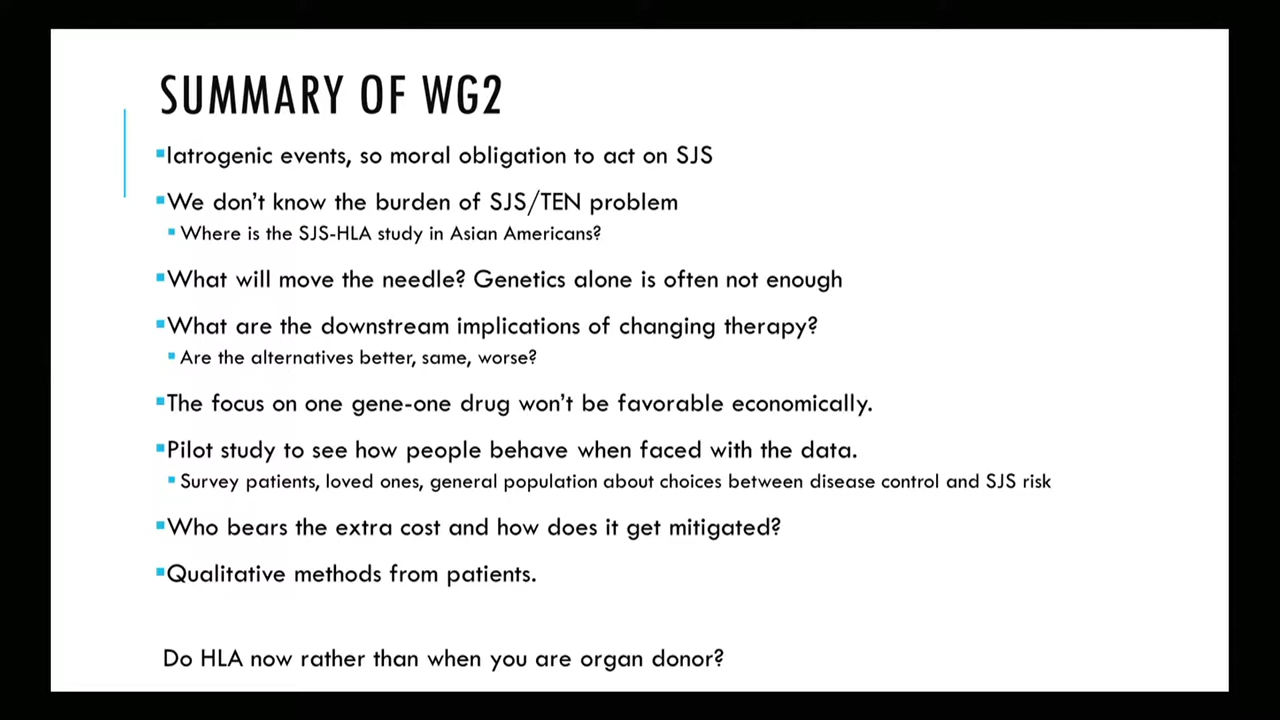 SUMMARY OF WG2
▪Iatrogenic events, so moral obligation to act on SJS
▪We don't know the burden of SJS/TEN problem
▪Where is the SJS-HLA study in Asian Americans?
▪What will move the needle? Genetics alone is often not enough
▪What are the downstream implications of changing therapy?
▪Are the alternatives better, same, worse?
▪The focus on one gene-one drug won't be favorable economically.
▪Pilot study to see how people behave when faced with the data.
▪Survey patients, loved ones, general population about choices between disease control and SJS risk
▪Who bears the extra cost and how does it get mitigated?
▪Qualitative methods from patients.
Do HLA now rather than when you are organ donor?